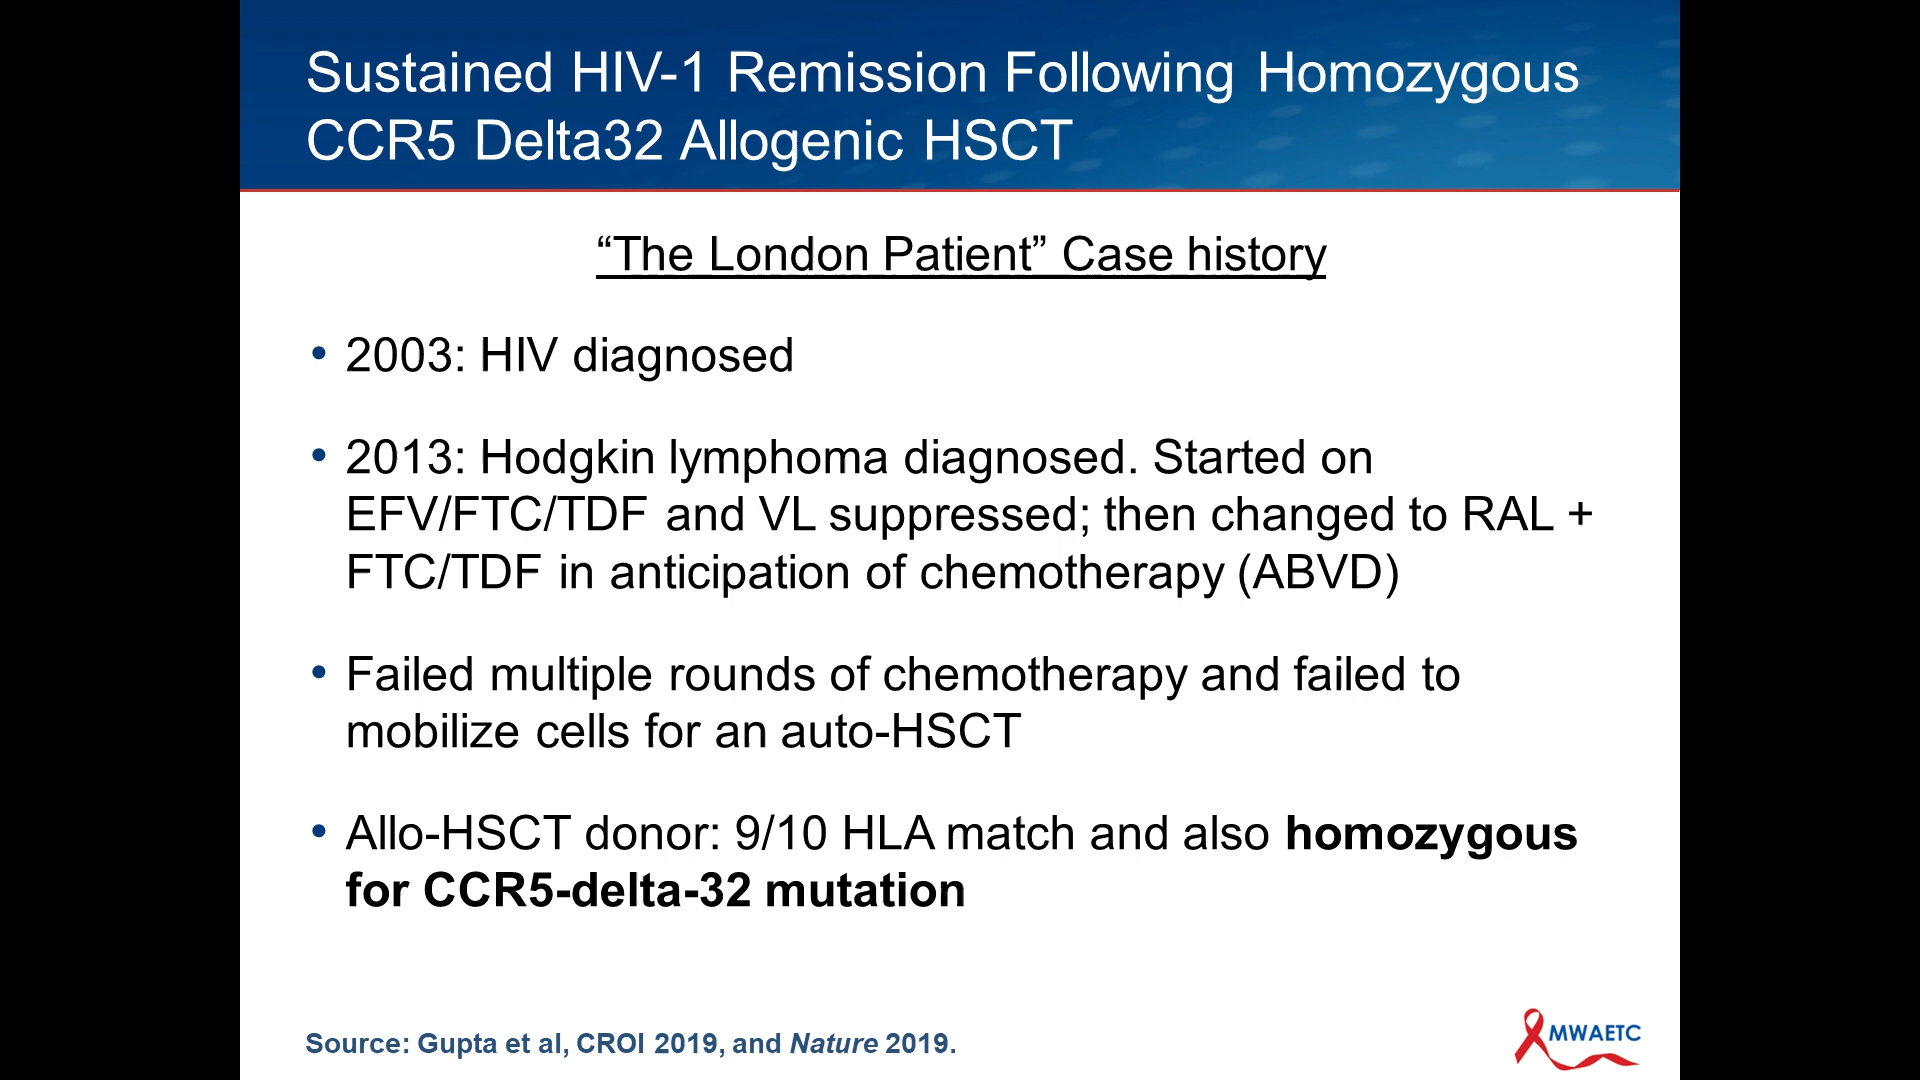 Sustained HIV-1 Remission Following Homozygous
CCR5 Delta32 Allogenic HSCT
“The London Patient” Case history
• 2003: HIV diagnosed
• 2013: Hodgkin lymphoma diagnosed. Started on
EFV/FTC/TDF and VL suppressed; then changed to RAL +
FTC/TDF in anticipation of chemotherapy (ABVD)
• Failed multiple rounds of chemotherapy and failed to
mobilize cells for an auto-HSCT
• Allo-HSCT donor: 9/10 HLA match and also homozygous
for CCR5-delta-32 mutation
Source: Gupta et al, CROI 2019, and Nature 2019.
MWAETC